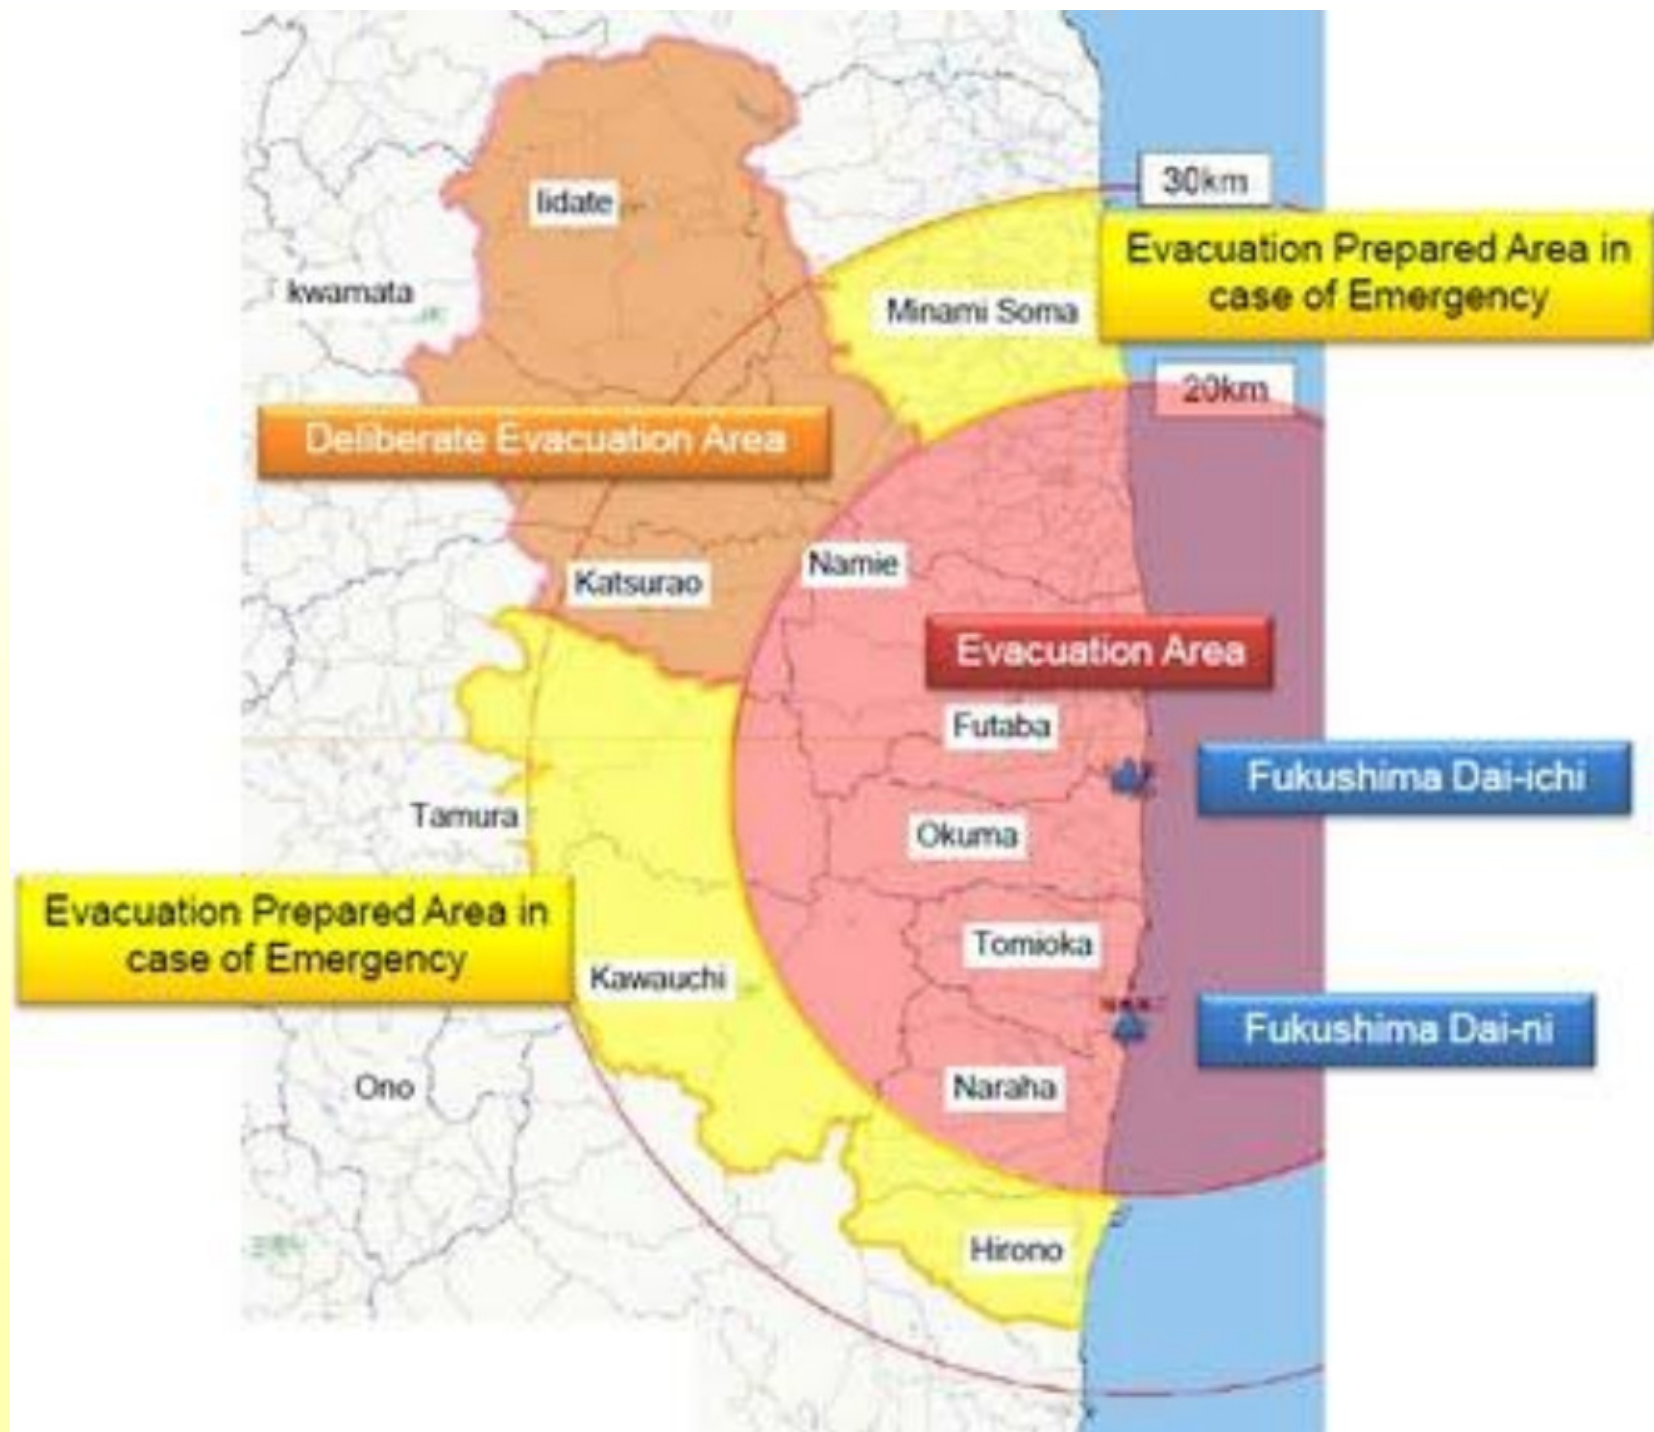 Iidate
30km
Evacuation Prepared Area in
case of Emergency
kwamata
Minami Soma
20km
Deliberate Evacuation Area
Namie
Katsurao
Evacuation Area
Futaba
Fukushima Dai-ichi
Tamura
Okuma
Evacuation Prepared Area in
case of Emergency
Tomioka
Kawauchi
Fukushima Dai-ni
Ono
Naraha
Hirono